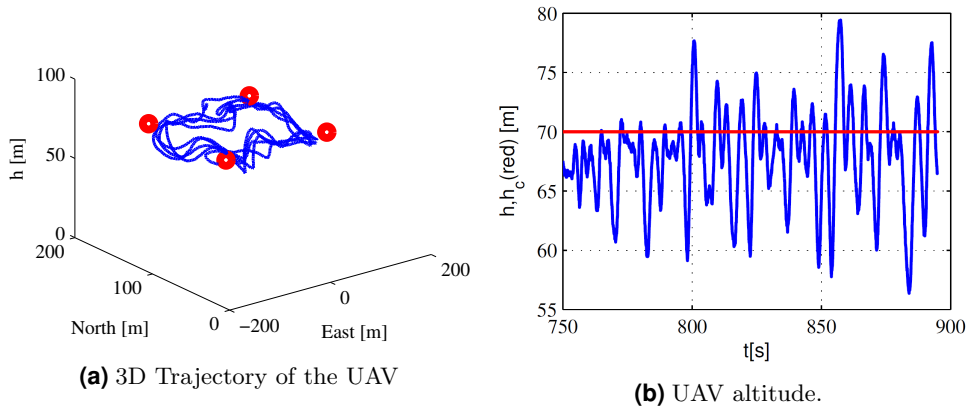 100
50
0
200
100
0
−200
0
200
h [m]
North [m]
East [m]
(a) 3D Trajectory of the UAV
80
75
70
65
60
55
750
800
850
900
h,h_c(red) [m]
t[s]
(b) UAV altitude.